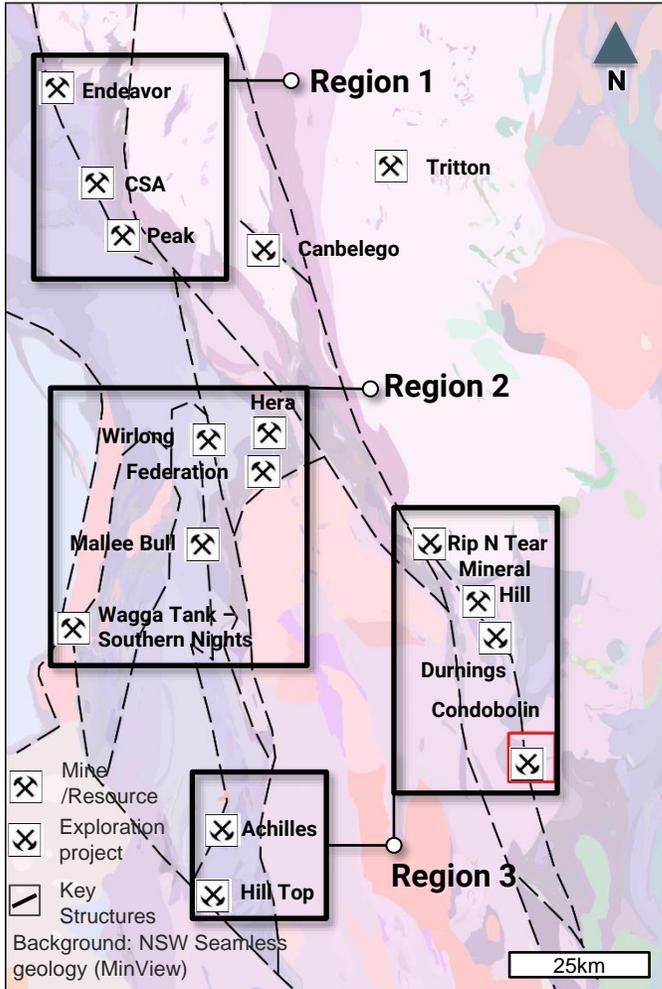 Region 1
N
Endeavor
Tritton
CSA
Peak
Canbelego
Region 2
Hera
Wirlong
Federation
Rip N Tear
Mallee Bull
Mineral
Hill
Wagga Tank
Southern Nights
Durnings
Condobolin
Mine
/Resource
Exploration
project
Achilles
Region 3
Key
Structures
Hill Top
Background: NSW Seamless
geology (MinView)
25km